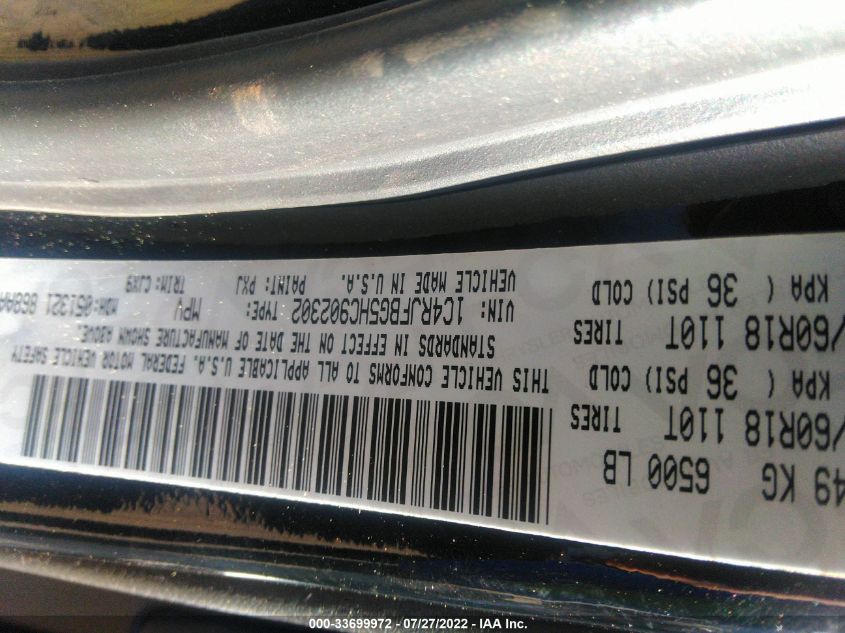 49 KG 6500 LB
/60R18 110T TIRES
KPA ( 36 PSI) COLD
/60R18 110T TIRES
KPA ( 36 PSI) COLD
THIS VEHICLE CONFORMS TO ALL APPLICABLE U.S.A. FEDERAL MOTOR VEHICLE SAFETY
STANDARDS IN EFFECT ON THE DATE OF MANUFACTURE SHOWN ABOVE.
VIN: 1C4RJFBG5HC902302 TYPE: MPV MDH:051321
VEHICLE MADE IN U.S.A. PAINT: PXJ TRIM:CJX9
000-33699972 - 07/27/2022 - IAA Inc.